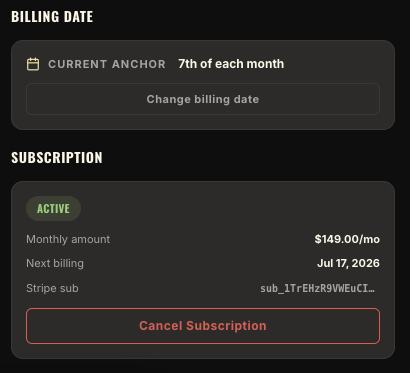 BILLING DATE
CURRENT ANCHOR 7th of each month
Change billing date
SUBSCRIPTION
ACTIVE
Monthly amount $149.00/mo
Next billing Jul 17, 2026
Stripe sub sub_1TrEHzR9VWEuCI…
Cancel Subscription